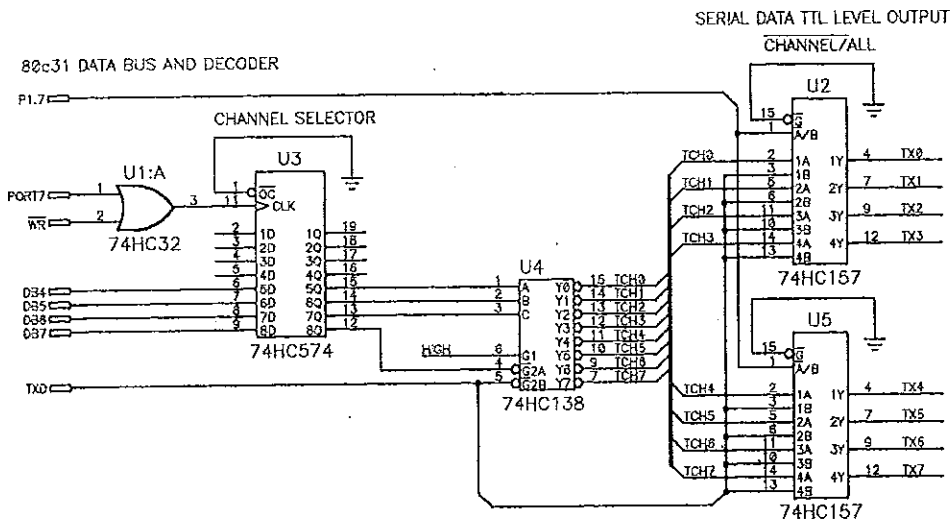 SERIAL DATA TTL LEVEL OUTPUT
CHANNEL/ALL
80c31 DATA BUS AND DECODER
P1.7
CHANNEL SELECTOR
U1:A
PORT7
1
WR
2
3
74HC32
U3
1
OC
11
CLK
2 1D 1Q 19
3 2D 2Q 18
4 3D 3Q 17
5 4D 4Q 16
DB4 6 5D 5Q 15
DB5 7 6D 6Q 14
DB6 8 7D 7Q 13
DB7 9 8D 8Q 12
74HC574
TXD
U4
1 A Y0 15 TCH0
2 B Y1 14 TCH1
3 C Y2 13 TCH2
Y3 12 TCH3
Y4 11 TCH4
HIGH 6 G1 Y5 10 TCH5
4 G2A Y6 9 TCH6
5 G2B Y7 7 TCH7
74HC138
U2
15 G
1 A/B
TCH0 2 1A 1Y 4 TX0
3 1B
TCH1 5 2A 2Y 7 TX1
6 2B
TCH2 11 3A 3Y 9 TX2
10 3B
TCH3 14 4A 4Y 12 TX3
13 4B
74HC157
U5
15 G
1 A/B
TCH4 2 1A 1Y 4 TX4
3 1B
TCH5 5 2A 2Y 7 TX5
6 2B
TCH6 11 3A 3Y 9 TX6
10 3B
TCH7 4 4A 4Y 12 TX7
13 4B
74HC157